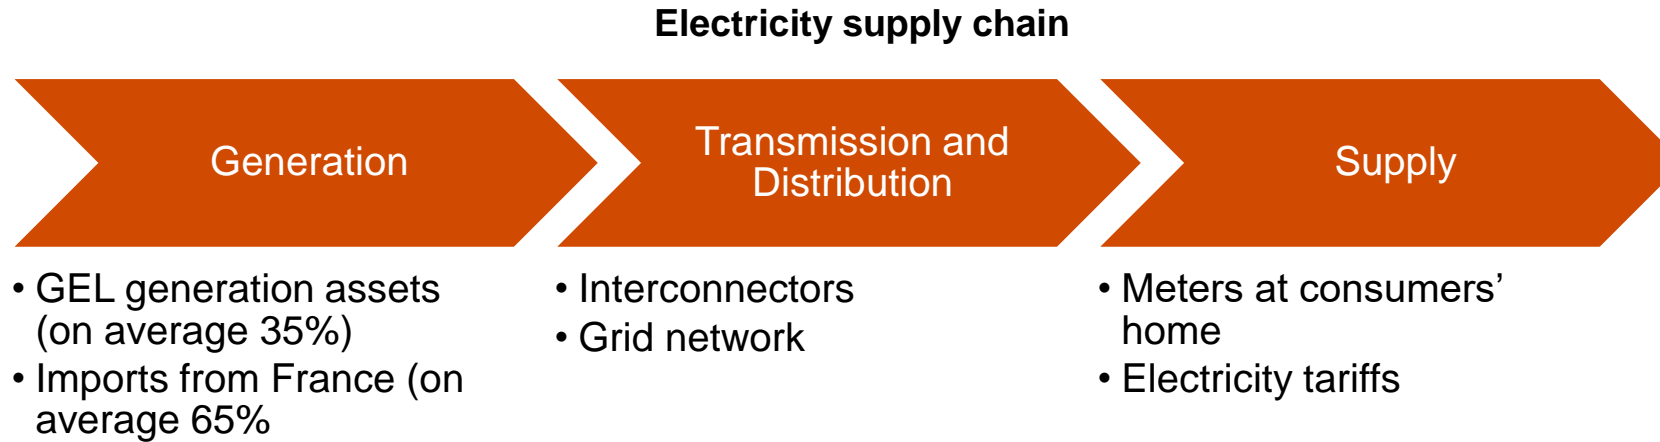 Electricity supply chain
Generation
Transmission and
Distribution
Supply
• GEL generation assets
(on average 35%)
• Imports from France (on
average 65%
• Interconnectors
• Grid network
• Meters at consumers’
home
• Electricity tariffs